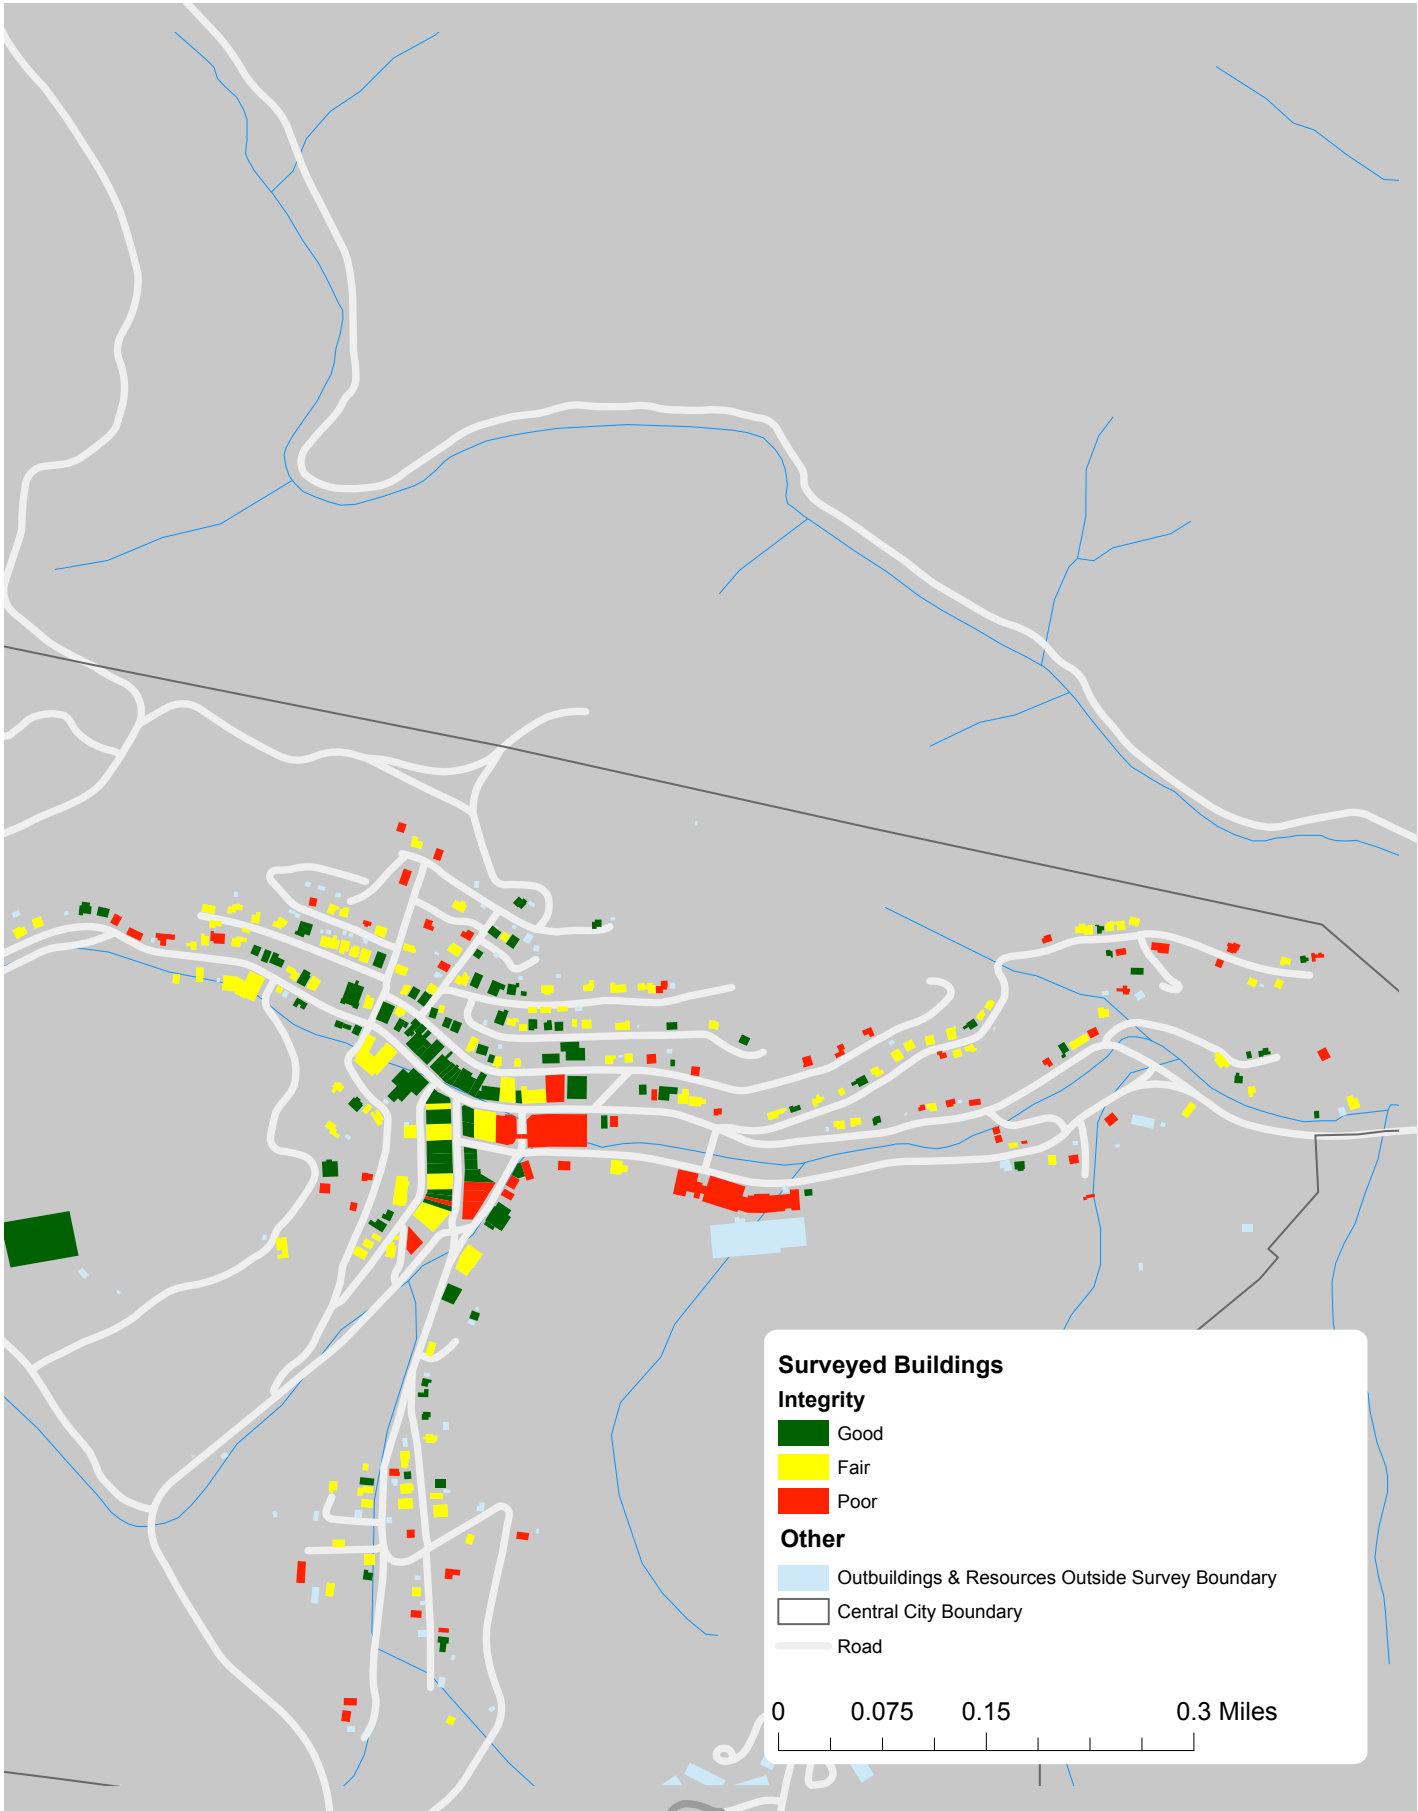 Surveyed Buildings
Integrity
Good
Fair
Poor
Other
Outbuildings & Resources Outside Survey Boundary
Central City Boundary
Road
0 0.075 0.15 0.3 Miles